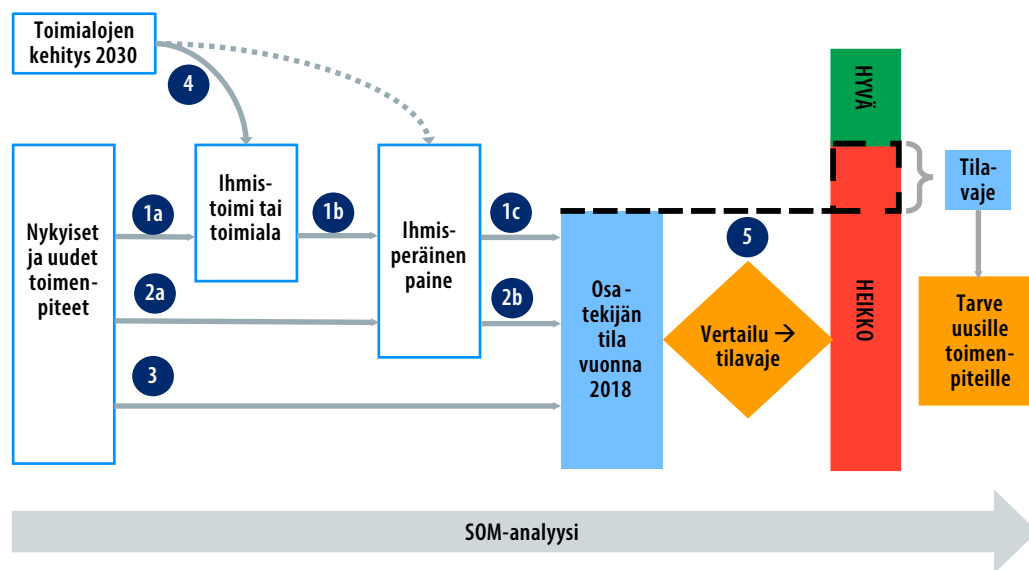 Toimialojen
kehitys 2030
4
Nykyiset
ja uudet
toimen-
piteet
1a
2a
3
Ihmis-
toimi tai
toimiala
1b
Ihmis-
peräinen
paine
1c
2b
Osa-
tekijän
tila
vuonna
2018
5
Vertailu →
tilavaje
HYVÄ
HEIKKO
Tila-
vaje
Tarve
uusille
toimen-
piteille
SOM-analyysi